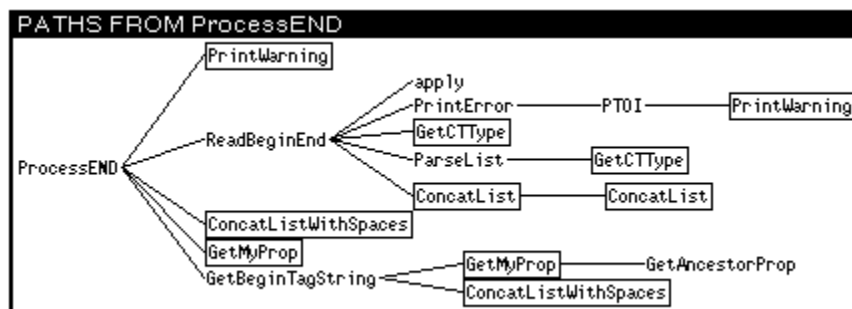 PATHS FROM ProcessEND
PrintWarning
apply
PrintError PTOI PrintWarning
GetCTType
ReadBeginEnd
ParseList GetCTType
ProcessEND
ConcatList ConcatList
ConcatListWithSpaces
GetMyProp
GetMyProp GetAncestorProp
GetBeginTagString
ConcatListWithSpaces